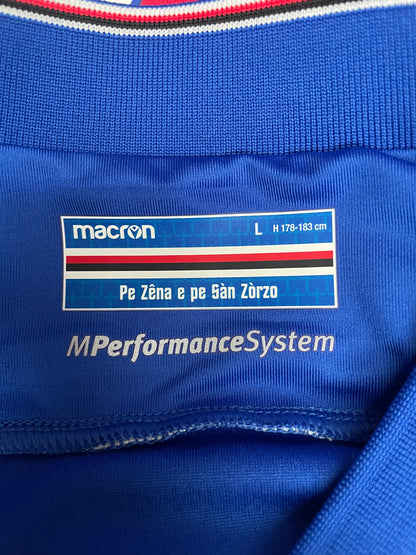 macron L H 178-183 cm
Pe Zêna e pe Sàn Zòrzo
MPerformanceSystem